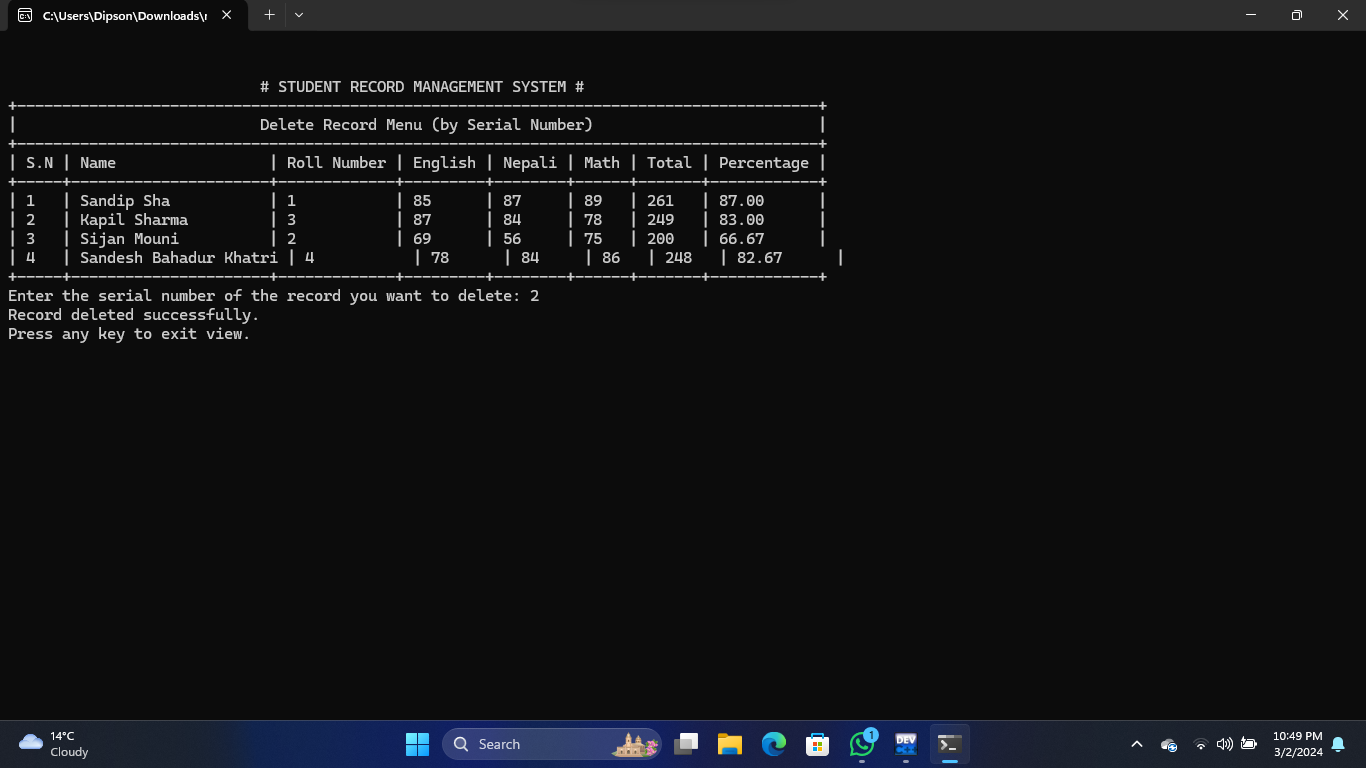 C:\Users\Dipson\Downloads\r
# STUDENT RECORD MANAGEMENT SYSTEM #
+-----------------------------------------------------------------------------------------+
|                           Delete Record Menu (by Serial Number)                         |
+-----------------------------------------------------------------------------------------+
| S.N | Name                 | Roll Number | English | Nepali | Math | Total | Percentage |
+-----+----------------------+-------------+---------+--------+------+-------+------------+
| 1   | Sandip Sha           | 1           | 85      | 87     | 89   | 261   | 87.00      |
| 2   | Kapil Sharma         | 3           | 87      | 84     | 78   | 249   | 83.00      |
| 3   | Sijan Mouni          | 2           | 69      | 56     | 75   | 200   | 66.67      |
| 4   | Sandesh Bahadur Khatri | 4           | 78      | 84     | 86   | 248   | 82.67      |
+-----+----------------------+-------------+---------+--------+------+-------+------------+
Enter the serial number of the record you want to delete: 2
Record deleted successfully.
Press any key to exit view.
14°C
Cloudy
Search
1
DEV
C++
10:49 PM
3/2/2024